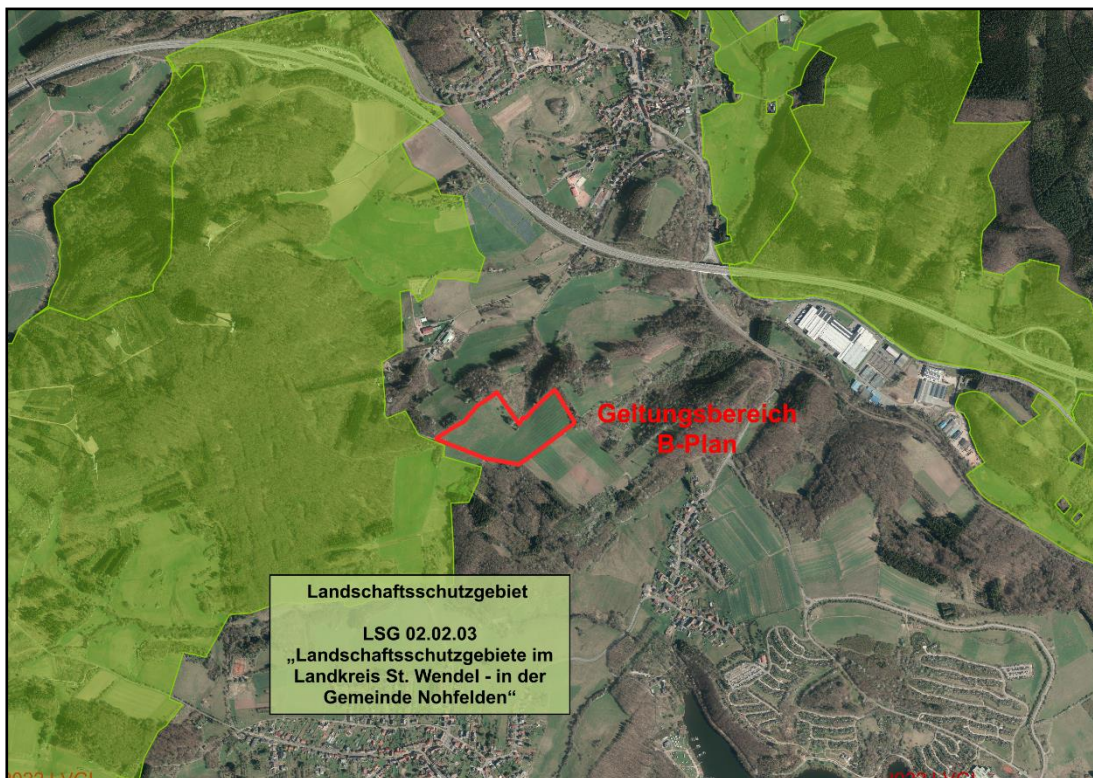 Geltungsbereich
B-Plan
Landschaftsschutzgebiet
LSG 02.02.03
„Landschaftsschutzgebiete im
Landkreis St. Wendel - in der
Gemeinde Nohfelden“